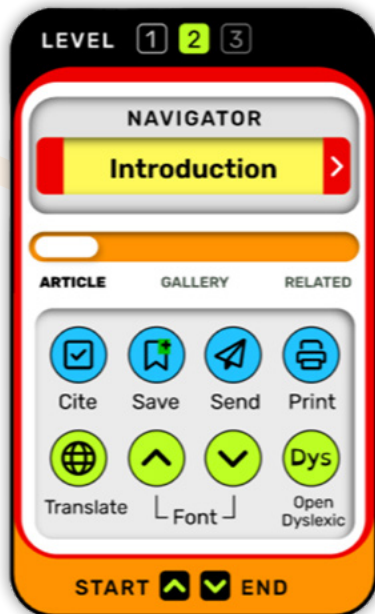 LEVEL 1 2 3
NAVIGATOR
Introduction
ARTICLE GALLERY RELATED
Cite Save Send Print
Dys
Translate Font Open Dyslexic
START END